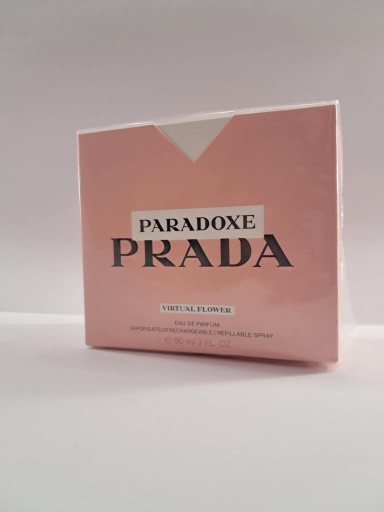 PARADOXE
PRADA
VIRTUAL FLOWER
EAU DE PARFUM
VAPORISATEUR RECHARGEABLE / REFILLABLE SPRAY
℮ 90 ml 3 FL. OZ.